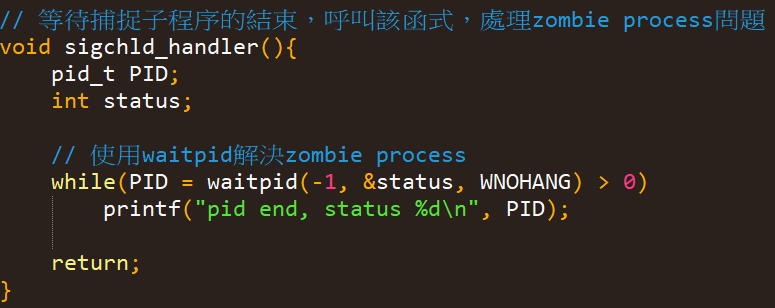 // 等待捕捉子程序的結束，呼叫該函式，處理zombie process問題
void sigchld_handler(){
    pid_t PID;
    int status;

    // 使用waitpid解決zombie process
    while(PID = waitpid(-1, &status, WNOHANG) > 0)
        printf("pid end, status %d\n", PID);

    return;
}